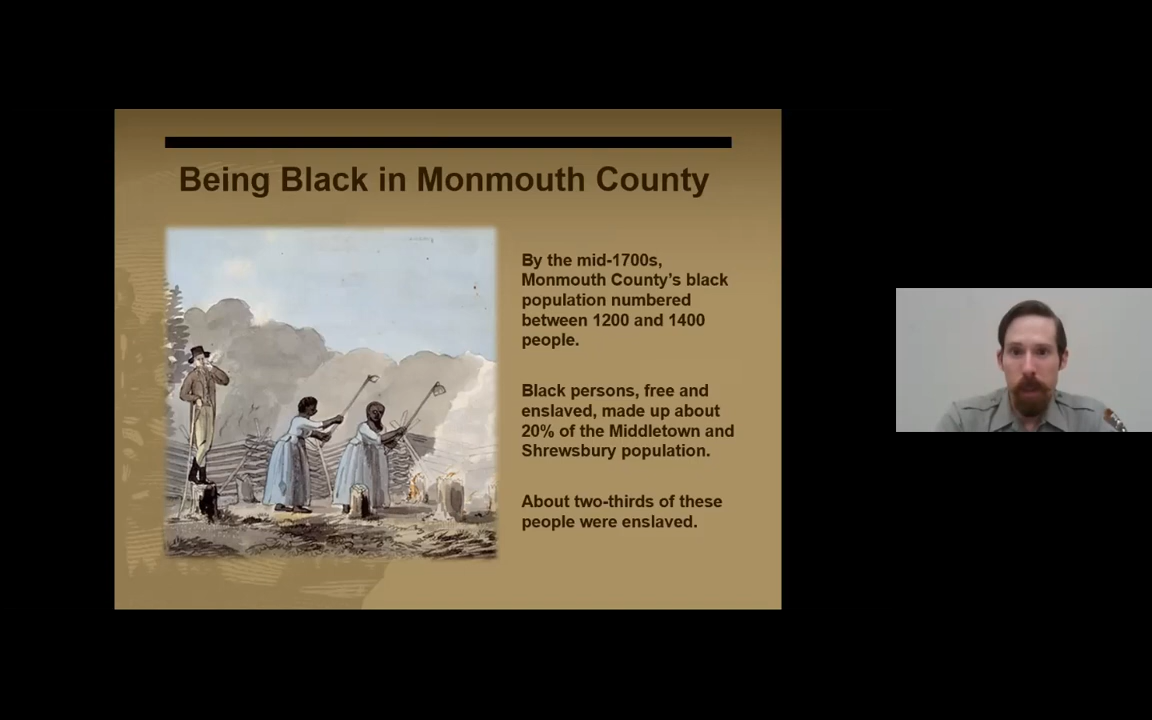 Being Black in Monmouth County
By the mid-1700s,
Monmouth County's black
population numbered
between 1200 and 1400
people.
Black persons, free and
enslaved, made up about
20% of the Middletown and
Shrewsbury population.
About two-thirds of these
people were enslaved.